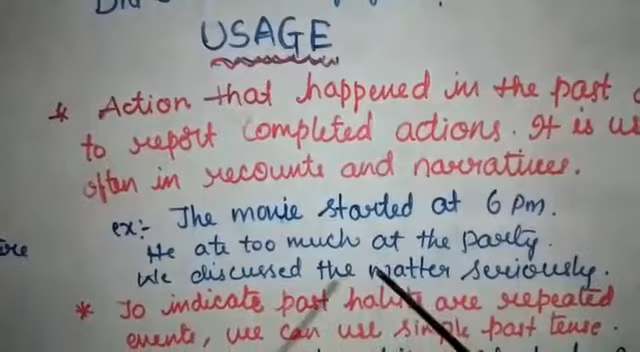 USAGE
* Action that happened in the past
to report completed actions. It is
often in recounts and narratives.
ex:- The movie started at 6 pm.
He ate too much at the party.
We discussed the matter seriously.
* To indicate past habits are repeated
events, we can use simple past tense.